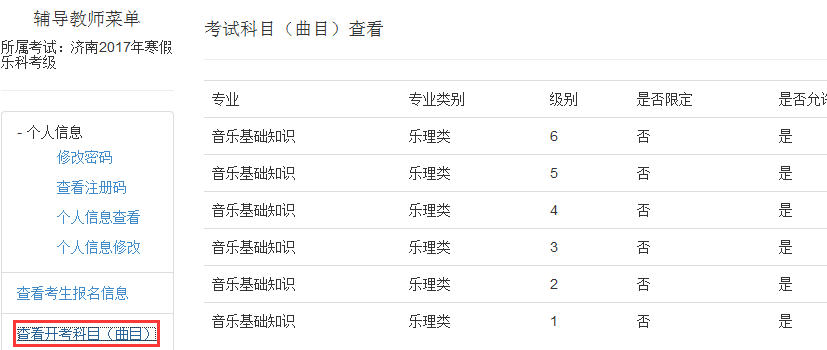 辅导教师菜单
所属考试：济南2017年寒假
乐科考级
- 个人信息
修改密码
查看注册码
个人信息查看
个人信息修改
查看考生报名信息
查看开考科目（曲目）
考试科目（曲目）查看
专业 专业类别 级别 是否限定 是否允许
音乐基础知识 乐理类 6 否 是
音乐基础知识 乐理类 5 否 是
音乐基础知识 乐理类 4 否 是
音乐基础知识 乐理类 3 否 是
音乐基础知识 乐理类 2 否 是
音乐基础知识 乐理类 1 否 是